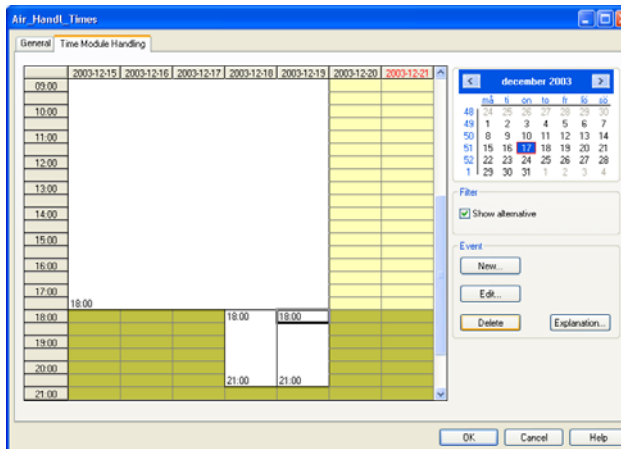 Air_Handl_Times
General Time Module Handling
2003-12-15 2003-12-16 2003-12-17 2003-12-18 2003-12-19 2003-12-20 2003-12-21
09:00
10:00
11:00
12:00
13:00
14:00
15:00
16:00
17:00
18:00
18:00 18:00 18:00
19:00
20:00
21:00 21:00
21:00
december 2003
må ti on to fr lö sö
48 24 25 26 27 28 29 30
49 1 2 3 4 5 6 7
50 8 9 10 11 12 13 14
51 15 16 17 18 19 20 21
52 22 23 24 25 26 27 28
1 29 30 31 1 2 3 4
Filter
Show alternative
Event
New...
Edit...
Delete Explanation...
OK Cancel Help